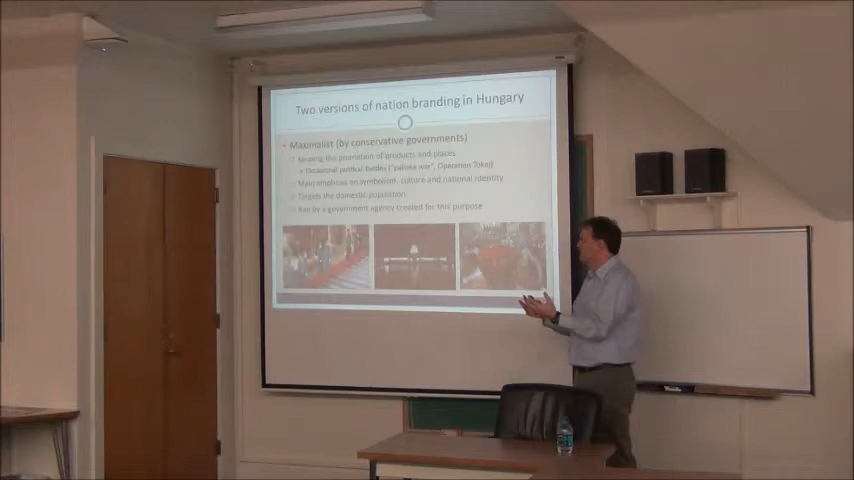 Two versions of nation branding in Hungary
Maximalist (by conservative governments)
Missing the promotion of products and places
Occasional political battles ("palinka war", Operation Tokaj)
Main emphasis on symbolism, culture and national identity
Targets the domestic population
Run by a government agency created for this purpose